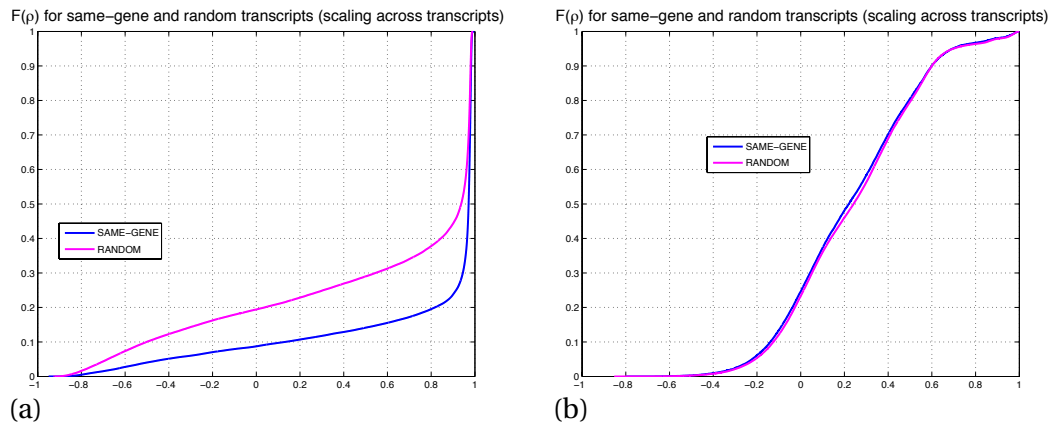 F(ρ) for same−gene and random transcripts (scaling across transcripts)
1
0.9
0.8
0.7
0.6
0.5
0.4
0.3
0.2
0.1
0
SAME−GENE
RANDOM
−1 −0.8 −0.6 −0.4 −0.2 0 0.2 0.4 0.6 0.8 1
(a)
F(ρ) for same−gene and random transcripts (scaling across transcripts)
1
0.9
0.8
0.7
0.6
0.5
0.4
0.3
0.2
0.1
0
SAME−GENE
RANDOM
−1 −0.8 −0.6 −0.4 −0.2 0 0.2 0.4 0.6 0.8 1
(b)